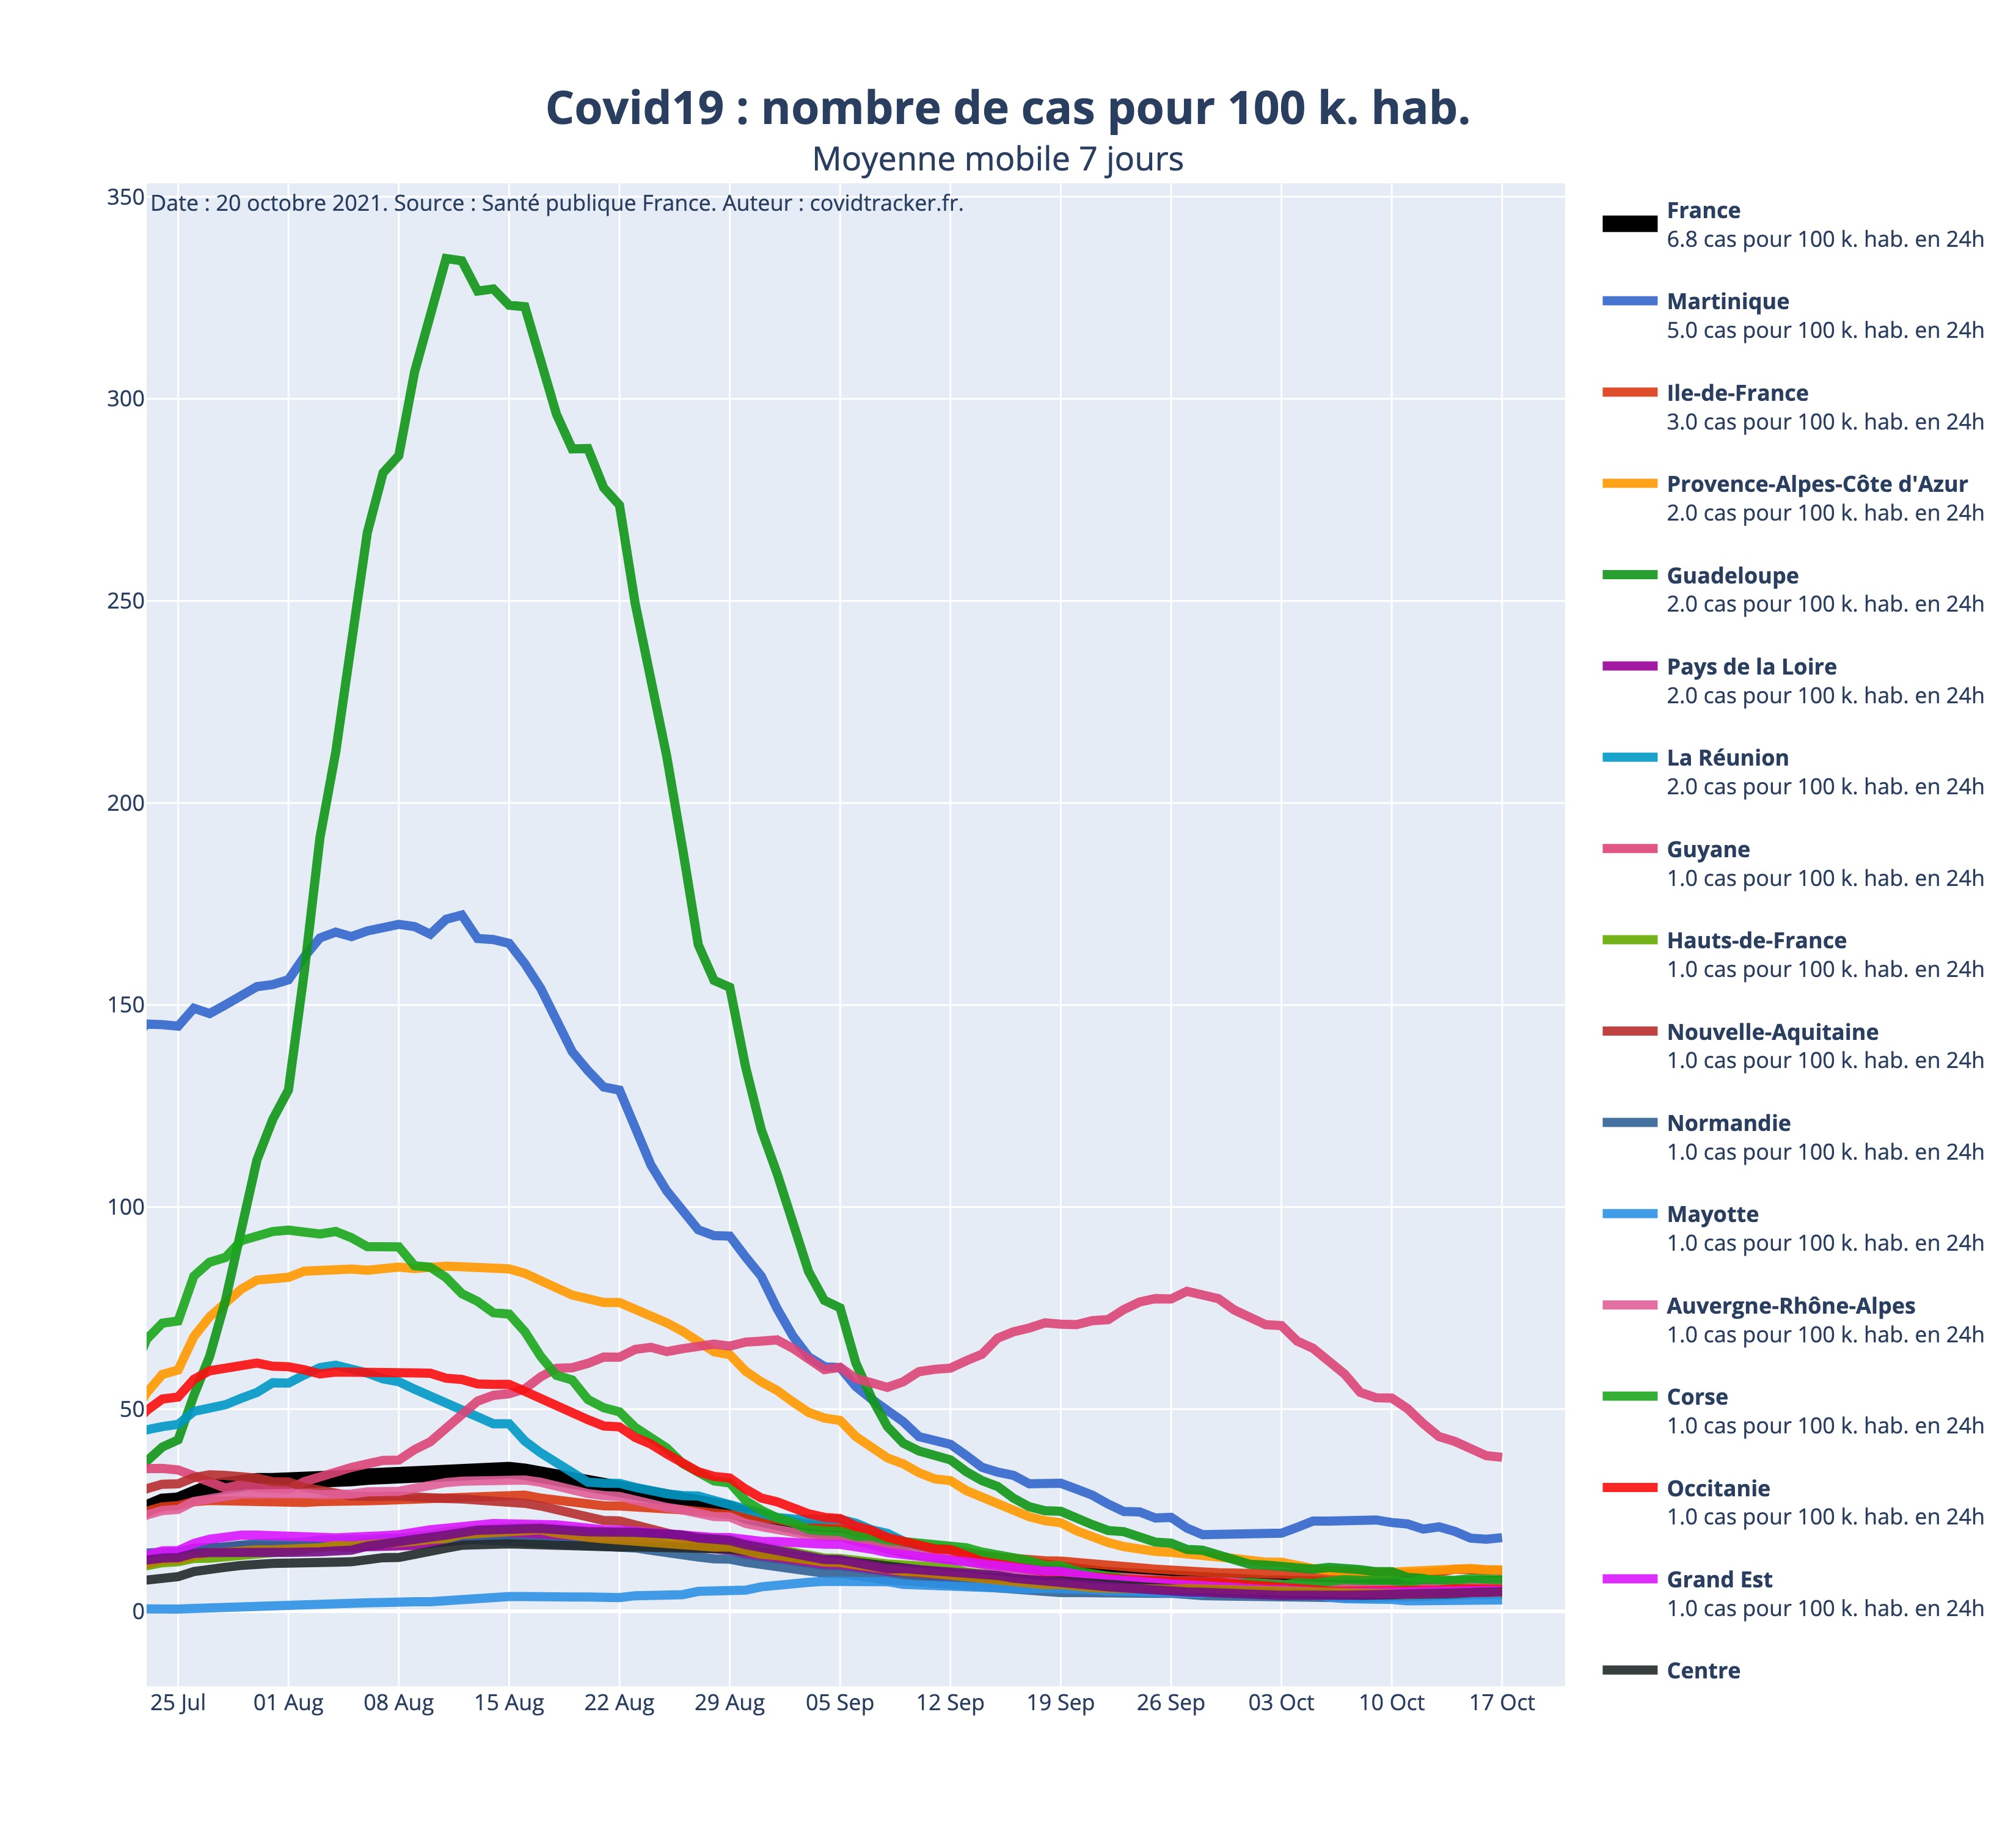 Covid19 : nombre de cas pour 100 k. hab.
Moyenne mobile 7 jours
Date : 20 octobre 2021. Source : Santé publique France. Auteur : covidtracker.fr.
350
300
250
200
150
100
50
0
25 Jul
01 Aug
08 Aug
15 Aug
22 Aug
29 Aug
05 Sep
12 Sep
19 Sep
26 Sep
03 Oct
10 Oct
17 Oct
France
6.8 cas pour 100 k. hab. en 24h
Martinique
5.0 cas pour 100 k. hab. en 24h
Ile-de-France
3.0 cas pour 100 k. hab. en 24h
Provence-Alpes-Côte d'Azur
2.0 cas pour 100 k. hab. en 24h
Guadeloupe
2.0 cas pour 100 k. hab. en 24h
Pays de la Loire
2.0 cas pour 100 k. hab. en 24h
La Réunion
2.0 cas pour 100 k. hab. en 24h
Guyane
1.0 cas pour 100 k. hab. en 24h
Hauts-de-France
1.0 cas pour 100 k. hab. en 24h
Nouvelle-Aquitaine
1.0 cas pour 100 k. hab. en 24h
Normandie
1.0 cas pour 100 k. hab. en 24h
Mayotte
1.0 cas pour 100 k. hab. en 24h
Auvergne-Rhône-Alpes
1.0 cas pour 100 k. hab. en 24h
Corse
1.0 cas pour 100 k. hab. en 24h
Occitanie
1.0 cas pour 100 k. hab. en 24h
Grand Est
1.0 cas pour 100 k. hab. en 24h
Centre